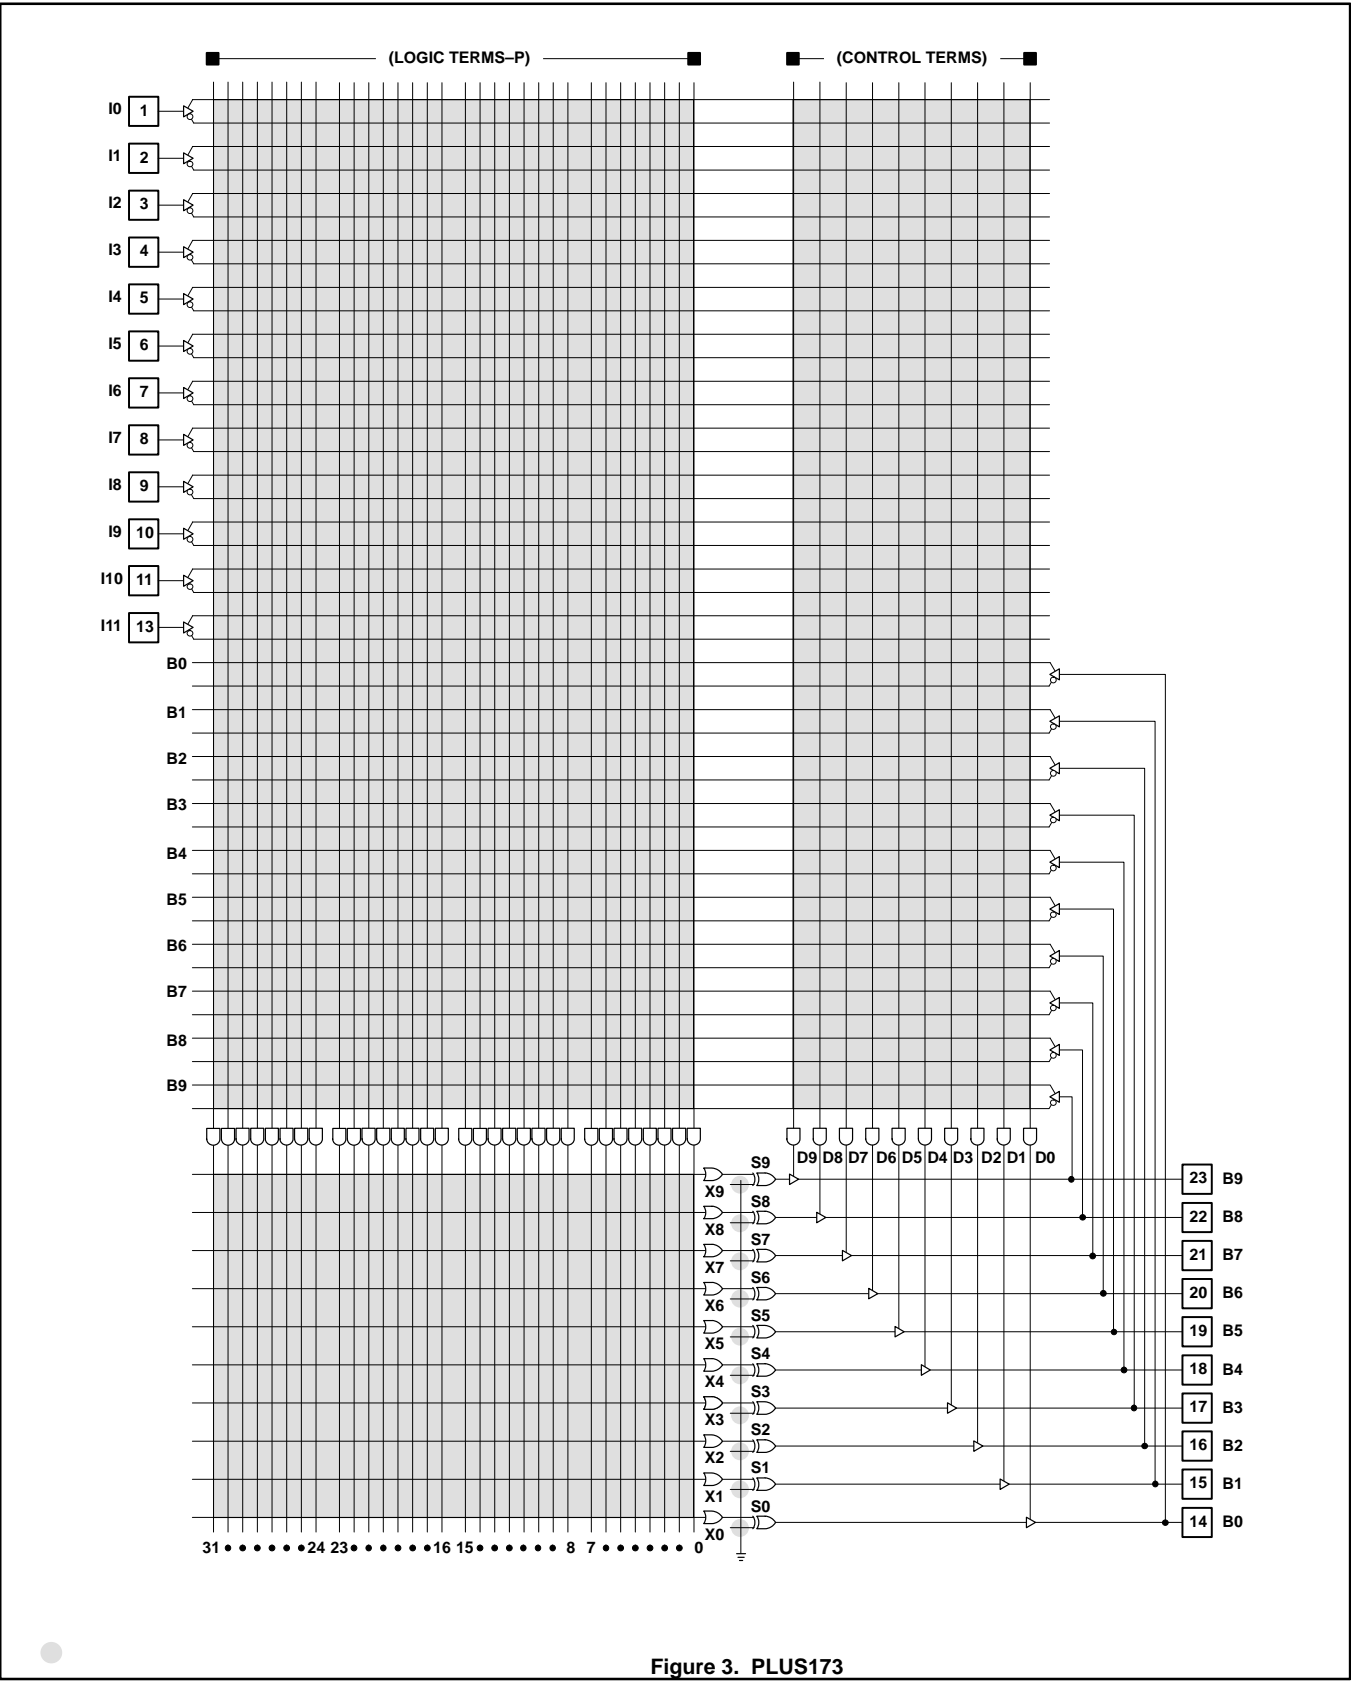 (LOGIC TERMS–P) (CONTROL TERMS)
I0 1
I1 2
I2 3
I3 4
I4 5
I5 6
I6 7
I7 8
I8 9
I9 10
I10 11
I11 13
B0
B1
B2
B3
B4
B5
B6
B7
B8
B9
D9 D8 D7 D6 D5 D4 D3 D2 D1 D0
S9
X9
23 B9
S8
X8
22 B8
S7
X7
21 B7
S6
X6
20 B6
S5
X5
19 B5
S4
X4
18 B4
S3
X3
17 B3
S2
X2
16 B2
S1
X1
15 B1
S0
X0
14 B0
31 24 23 16 15 8 7 0
Figure 3. PLUS173